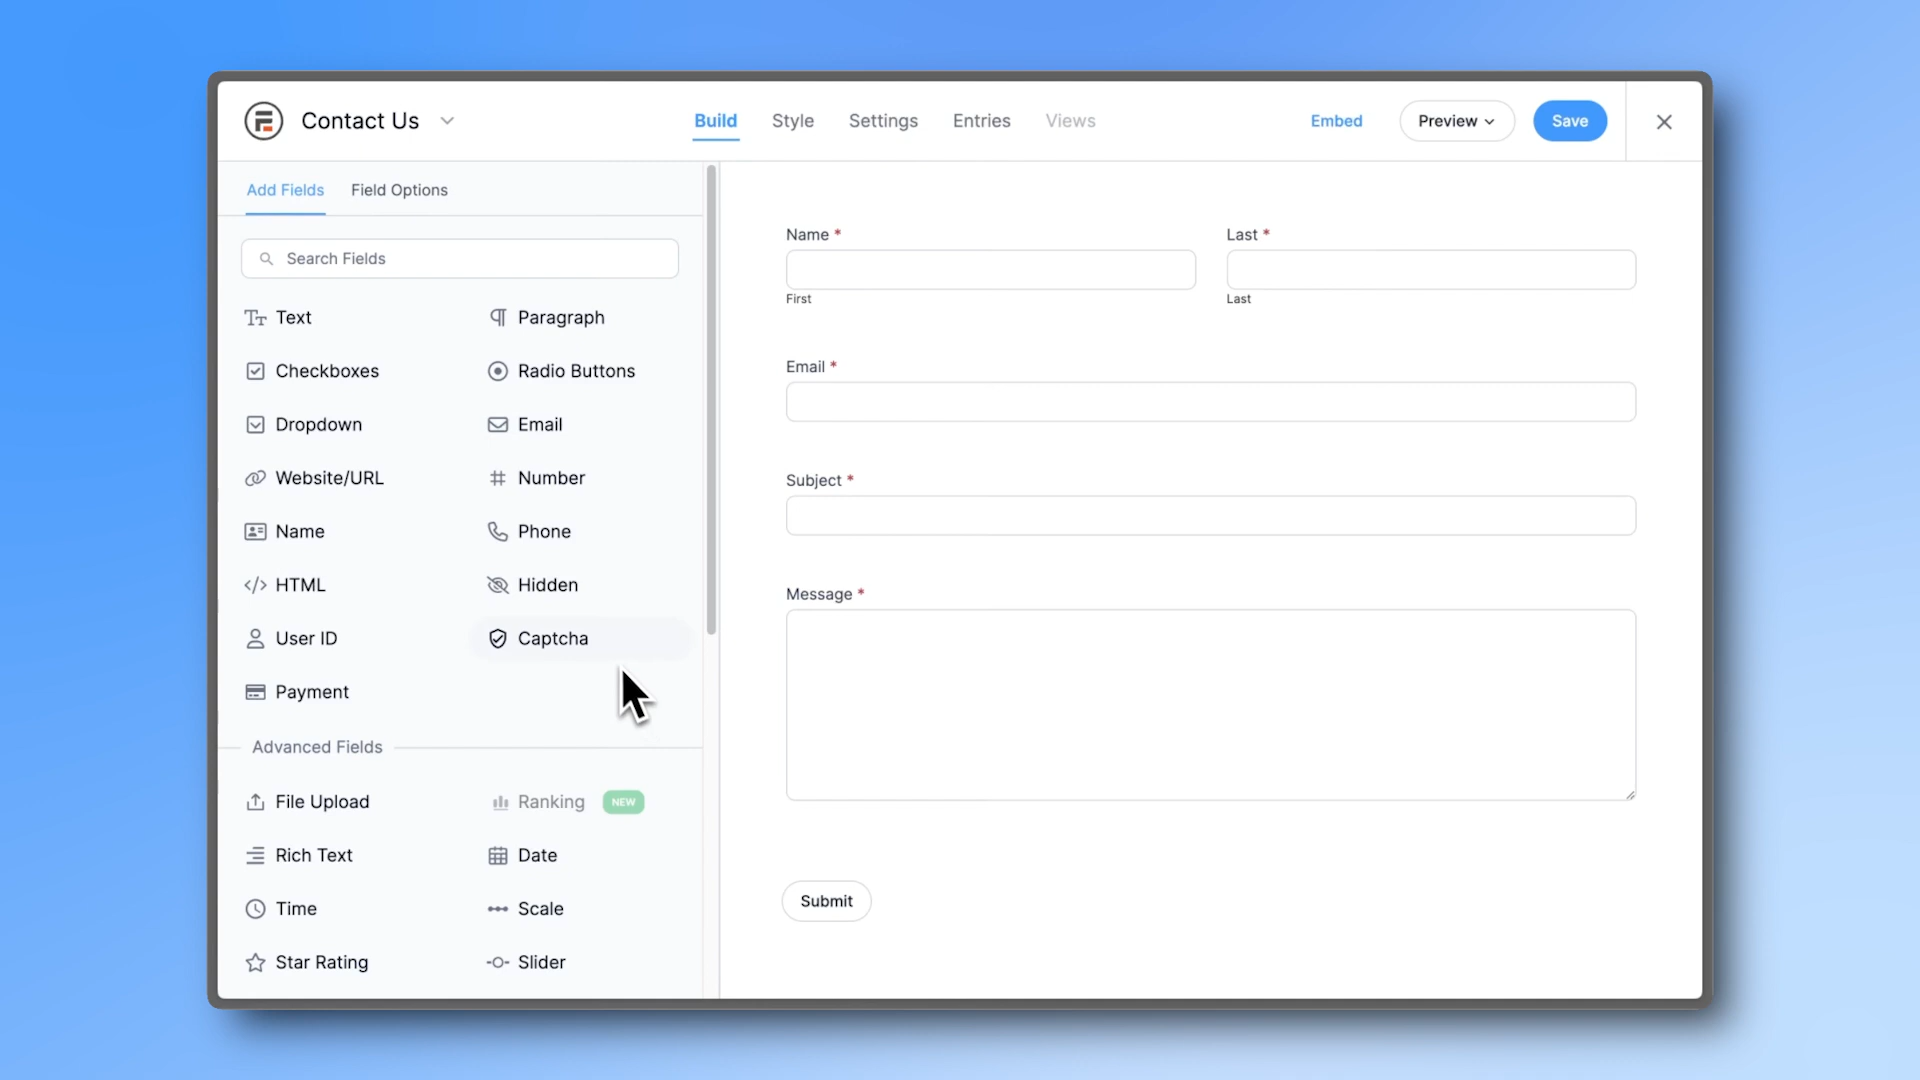 Contact Us
Build Style Settings Entries Views
Embed Preview Save
Add Fields Field Options
Search Fields
Text Paragraph
Checkboxes Radio Buttons
Dropdown Email
Website/URL Number
Name Phone
HTML Hidden
User ID Captcha
Payment
Advanced Fields
File Upload Ranking NEW
Rich Text Date
Time Scale
Star Rating Slider
Name * Last *
First Last
Email *
Subject *
Message *
Submit